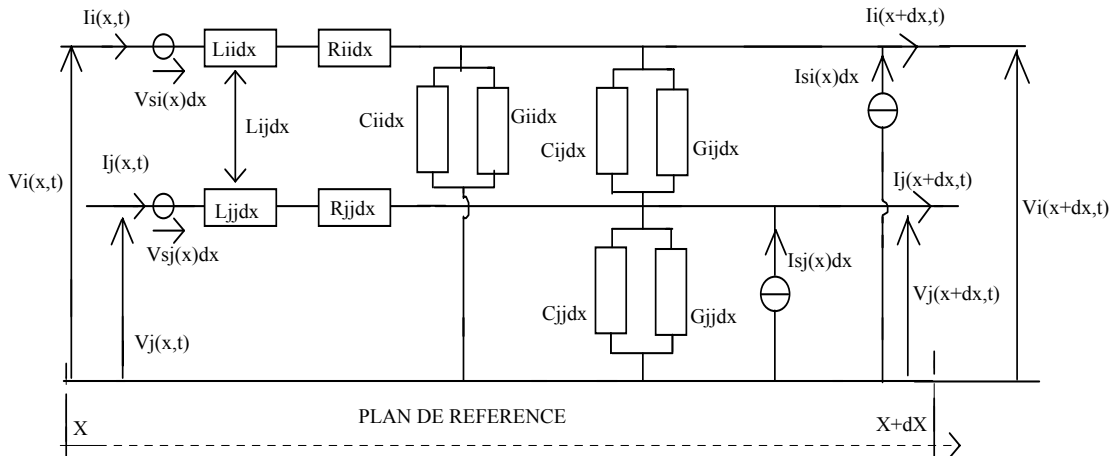 Ii(x,t)
Ii(x+dx,t)
Liidx
Riidx
Vsi(x)dx
Isi(x)dx
Ciidx
Giidx
Lijdx
Cijdx
Gijdx
Ij(x,t)
Ij(x+dx,t)
Vi(x,t)
Ljjdx
Rjjdx
Vi(x+dx,t)
Vsj(x)dx
Isj(x)dx
Vj(x+dx,t)
Cjjdx
Gjjdx
Vj(x,t)
PLAN DE REFERENCE
X
X+dX